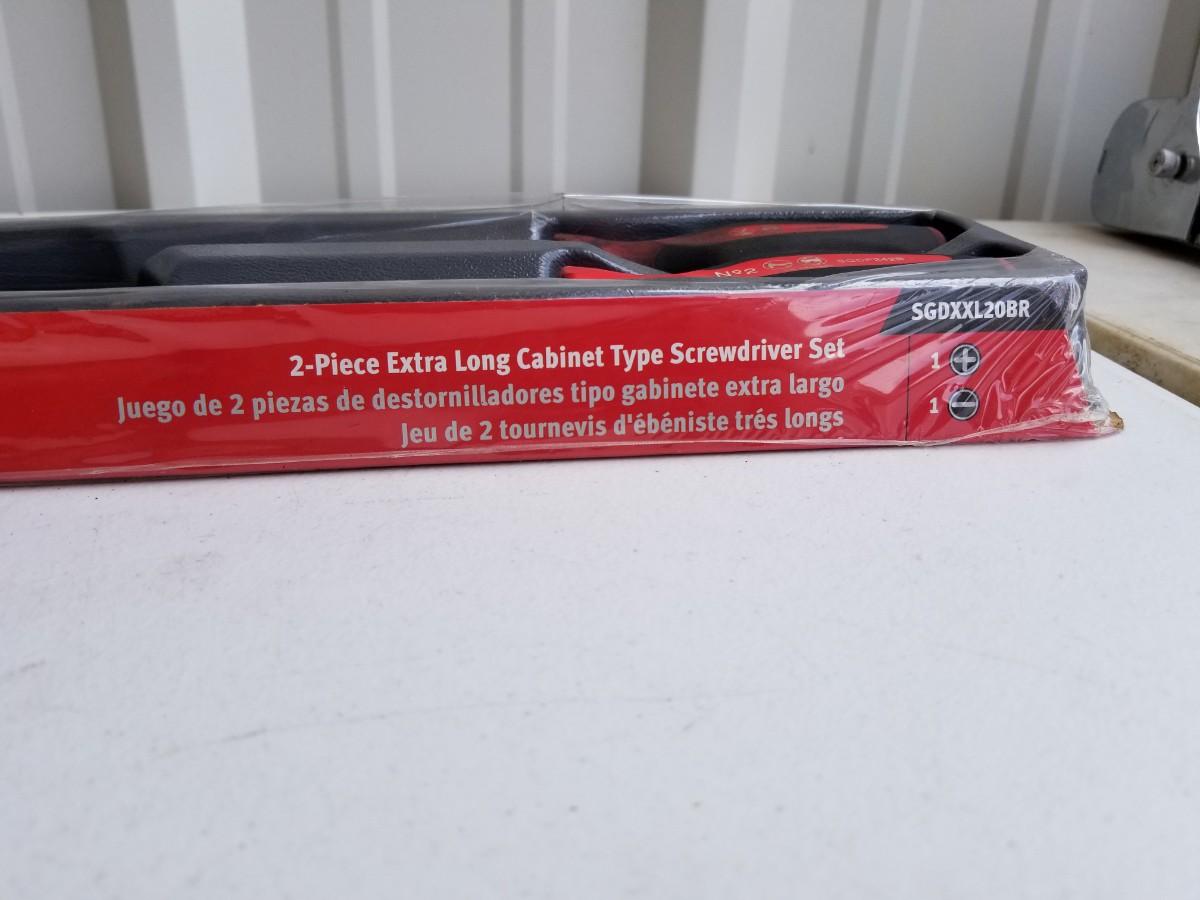 Nº2
SGDXXL20BR
2-Piece Extra Long Cabinet Type Screwdriver Set
Juego de 2 piezas de destornilladores tipo gabinete extra largo
Jeu de 2 tournevis d'ébéniste trés longs
1
1